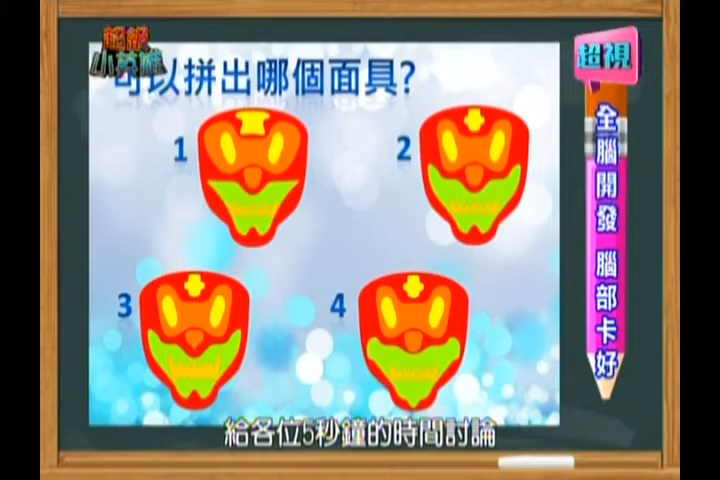 超級
小英雄
可以拼出哪個面具?
1
2
3
4
超視
全腦開發 腦部卡好
給各位5秒鐘的時間討論